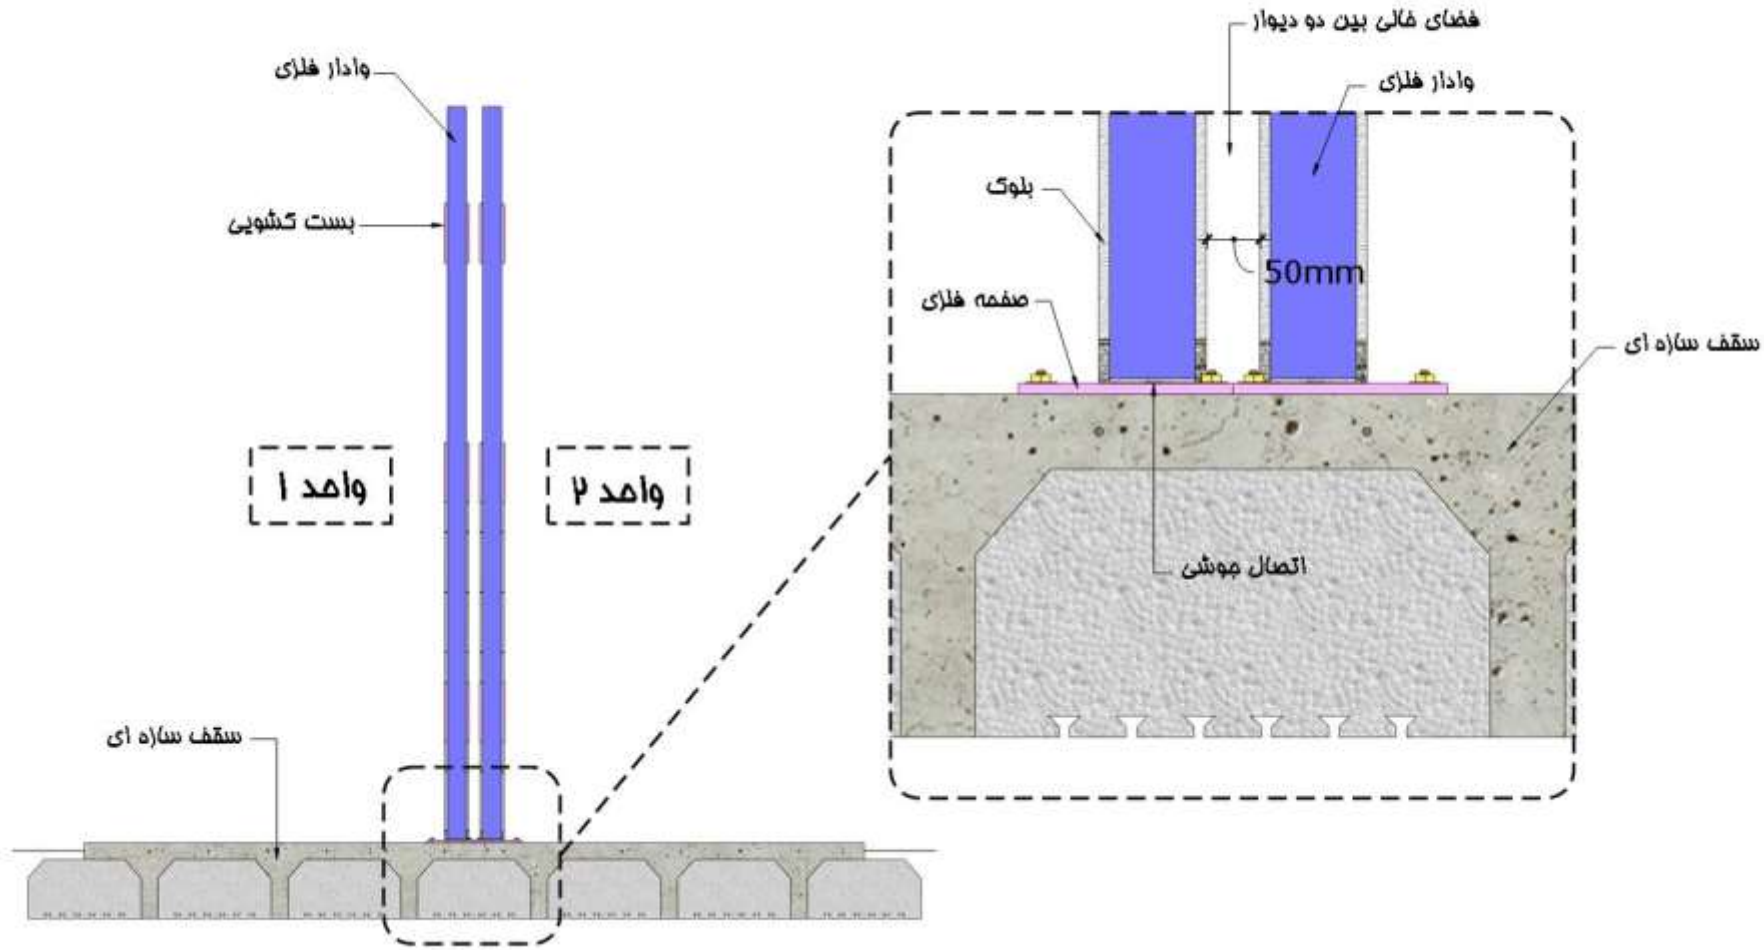 وادار فلزی
بست کشویی
واحد ۱
واحد ۲
سقف سازه ای
فضای خالی بین دو دیوار
وادار فلزی
بلوک
50mm
صفحه فلزی
سقف سازه ای
اتصال جوشی